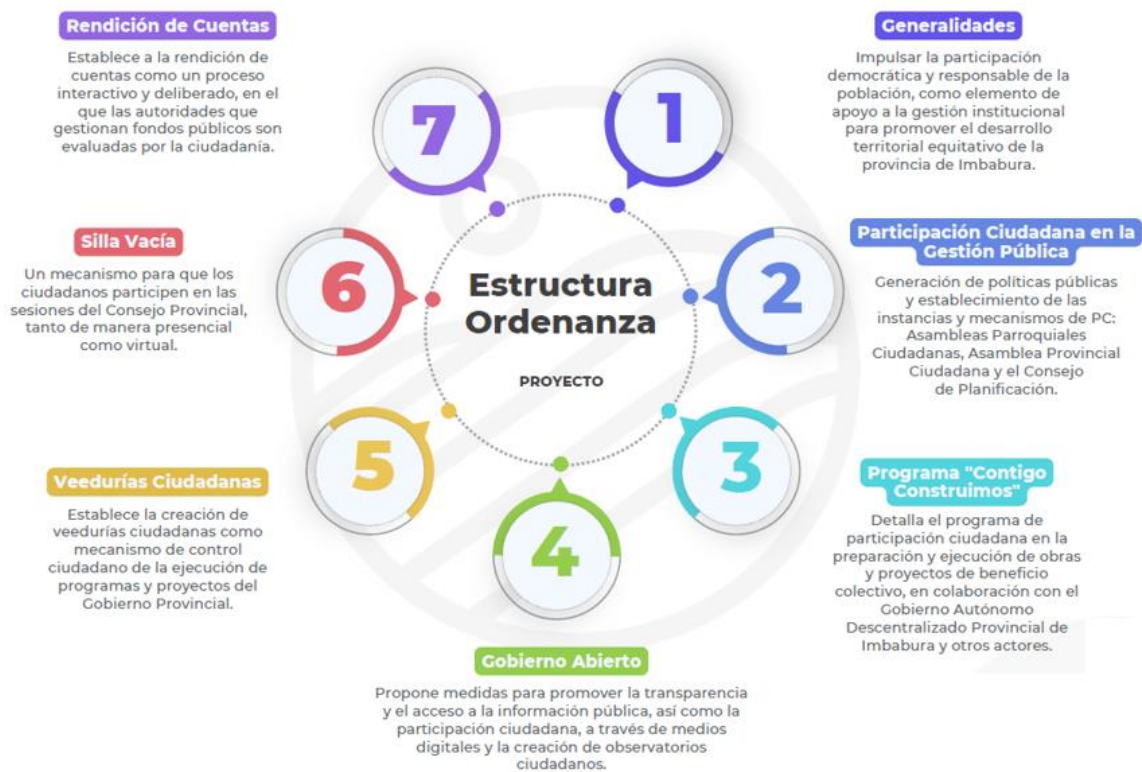 Estructura
Ordenanza
PROYECTO
1
Generalidades
Impulsar la participación
democrática y responsable de la
población, como elemento de
apoyo a la gestión institucional
para promover el desarrollo
territorial equitativo de la
provincia de Imbabura.
2
Participación Ciudadana en la
Gestión Pública
Generación de políticas públicas
y establecimiento de las
instancias y mecanismos de PC:
Asambleas Parroquiales
Ciudadanas, Asamblea Provincial
Ciudadana y el Consejo
de Planificación.
3
Programa "Contigo
Construimos"
Detalla el programa de
participación ciudadana en la
preparación y ejecución de obras
y proyectos de beneficio
colectivo, en colaboración con el
Gobierno Autónomo
Descentralizado Provincial de
Imbabura y otros actores.
4
Gobierno Abierto
Propone medidas para promover la transparencia
y el acceso a la información pública, así como la
participación ciudadana, a través de medios
digitales y la creación de observatorios
ciudadanos.
5
Veedurías Ciudadanas
Establece la creación de
veedurías ciudadanas como
mecanismo de control
ciudadano de la ejecución de
programas y proyectos del
Gobierno Provincial.
6
Silla Vacía
Un mecanismo para que los
ciudadanos participen en las
sesiones del Consejo Provincial,
tanto de manera presencial
como virtual.
7
Rendición de Cuentas
Establece a la rendición de
cuentas como un proceso
interactivo y deliberado, en el
que las autoridades que
gestionan fondos públicos son
evaluadas por la ciudadanía.